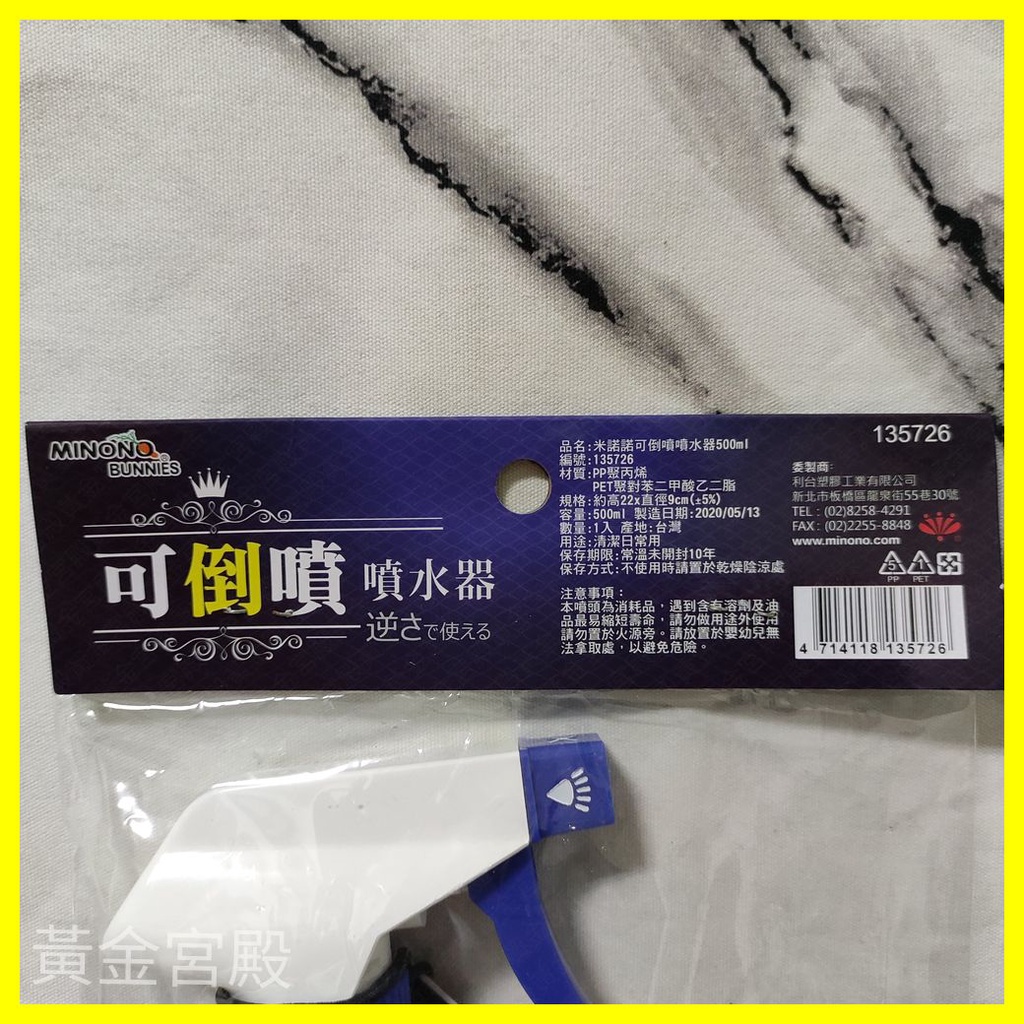 MINONO
BUNNIES
可倒噴 噴水器
逆さで使える
品名:米諾諾可倒噴噴水器500ml
編號:135726
材質:PP聚丙烯
PET聚對苯二甲酸乙二脂
規格:約高22x直徑9cm(±5%)
容量:500ml 製造日期:2020/05/13
數量:1入 產地:台灣
用途:清潔日常用
保存期限:常溫未開封10年
保存方式:不使用時請置於乾燥陰涼處
注意事項:
本噴頭為消耗品，遇到含有溶劑及油
品最易縮短壽命，請勿做用途外使用
請勿置於火源旁。請放置於嬰幼兒無
法拿取處，以避免危險。
135726
委製商:
利台塑膠工業有限公司
新北市板橋區龍泉街55巷30號
TEL : (02)8258-4291
FAX : (02)2255-8848
www.minono.com
5 1
PP PET
4 714118 135726
黃金宮殿